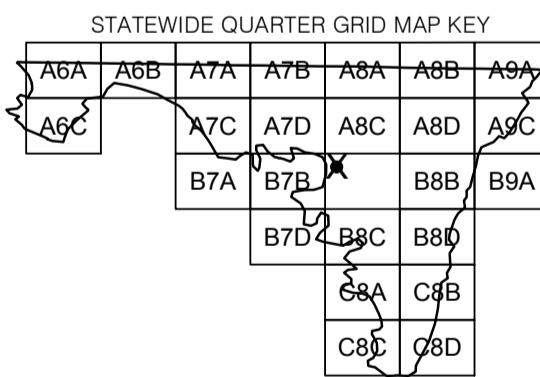 STATEWIDE QUARTER GRID MAP KEY
A6A A6B A7A A7B A8A A8B A9A
A6C A7C A7D A8C A8D A9C
B7A B7B B8B B9A
B7D B8C B8D
C8A C8B
C8C C8D